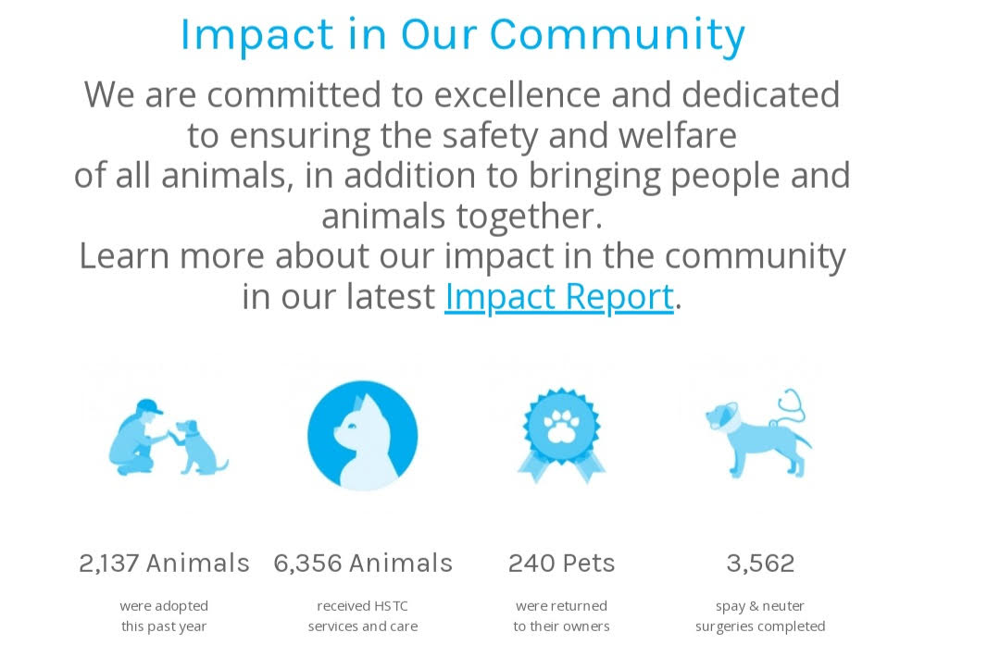 Impact in Our Community
We are committed to excellence and dedicated
to ensuring the safety and welfare
of all animals, in addition to bringing people and
animals together.
Learn more about our impact in the community
in our latest Impact Report.
2,137 Animals
were adopted
this past year
6,356 Animals
received HSTC
services and care
240 Pets
were returned
to their owners
3,562
spay & neuter
surgeries completed